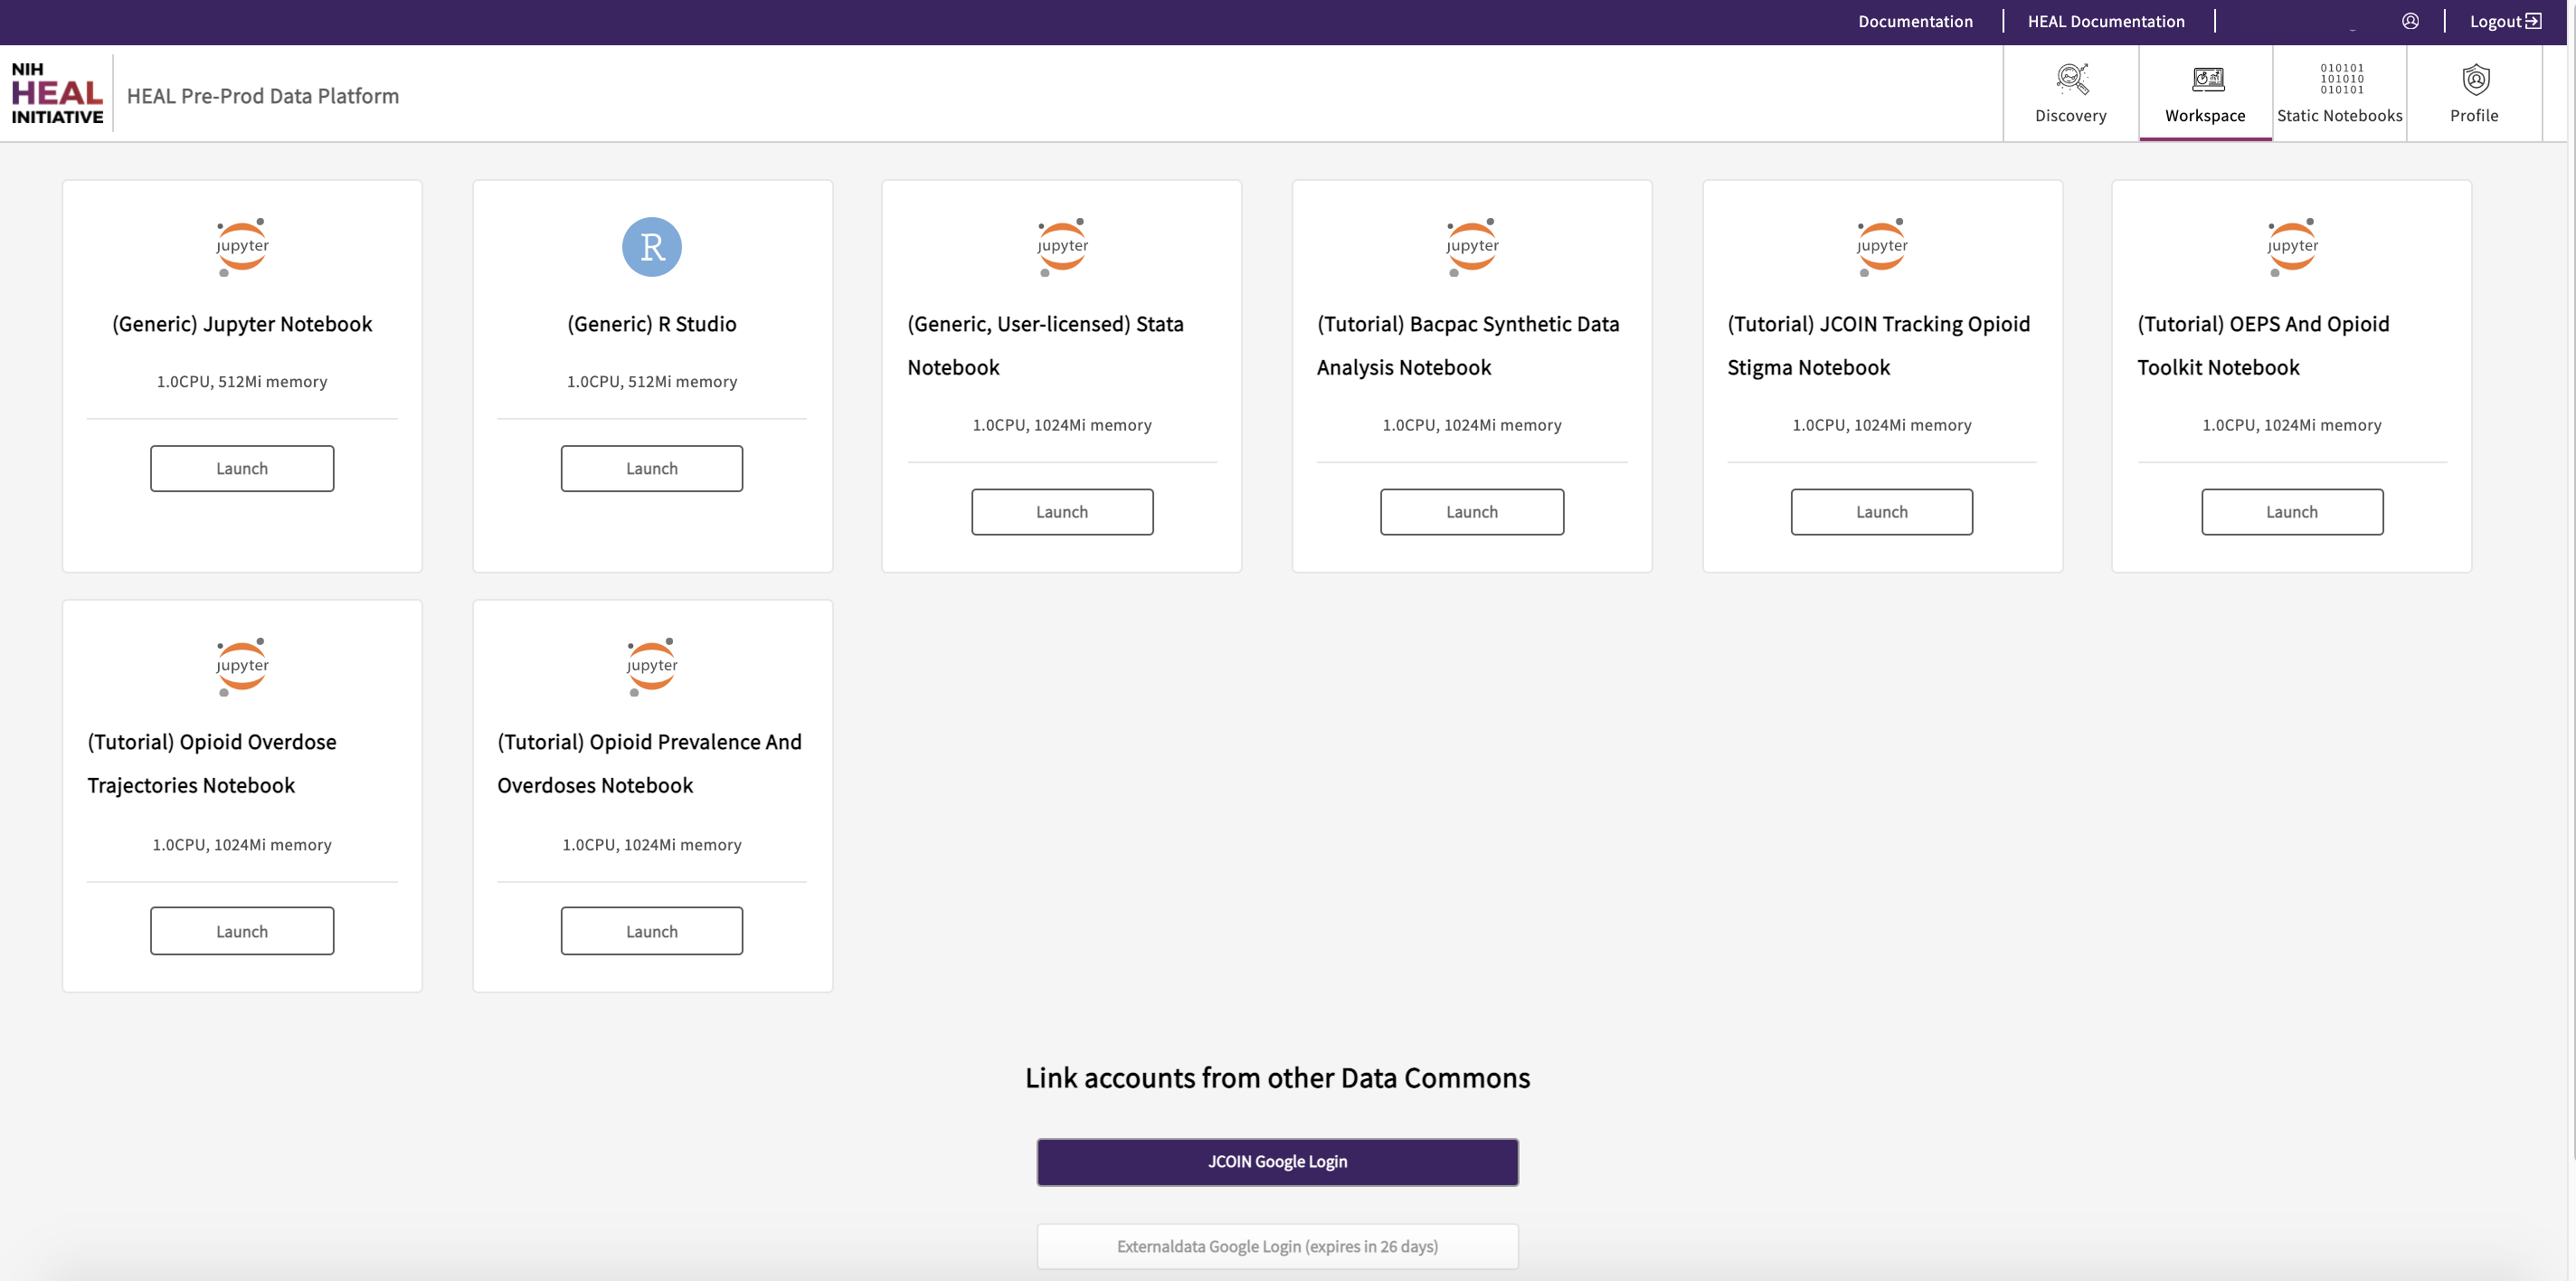 Documentation
HEAL Documentation
Logout
NIH
HEAL
INITIATIVE
HEAL Pre-Prod Data Platform
Discovery
Workspace
010101
101010
010101
Static Notebooks
Profile
jupyter
(Generic) Jupyter Notebook
1.0CPU, 512Mi memory
Launch
R
(Generic) R Studio
1.0CPU, 512Mi memory
Launch
jupyter
(Generic, User-licensed) Stata
Notebook
1.0CPU, 1024Mi memory
Launch
jupyter
(Tutorial) Bacpac Synthetic Data
Analysis Notebook
1.0CPU, 1024Mi memory
Launch
jupyter
(Tutorial) JCOIN Tracking Opioid
Stigma Notebook
1.0CPU, 1024Mi memory
Launch
jupyter
(Tutorial) OEPS And Opioid
Toolkit Notebook
1.0CPU, 1024Mi memory
Launch
jupyter
(Tutorial) Opioid Overdose
Trajectories Notebook
1.0CPU, 1024Mi memory
Launch
jupyter
(Tutorial) Opioid Prevalence And
Overdoses Notebook
1.0CPU, 1024Mi memory
Launch
Link accounts from other Data Commons
JCOIN Google Login
Externaldata Google Login (expires in 26 days)